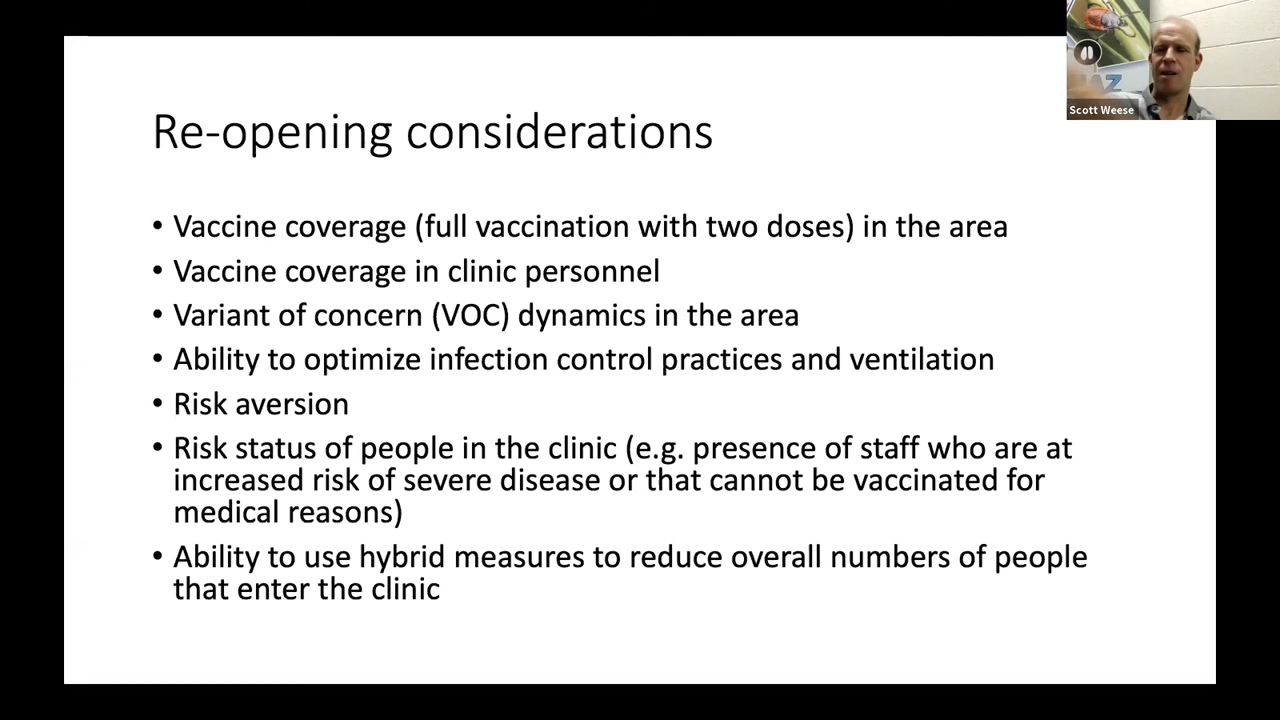 Re-opening considerations
• Vaccine coverage (full vaccination with two doses) in the area
• Vaccine coverage in clinic personnel
• Variant of concern (VOC) dynamics in the area
• Ability to optimize infection control practices and ventilation
• Risk aversion
• Risk status of people in the clinic (e.g. presence of staff who are at
increased risk of severe disease or that cannot be vaccinated for
medical reasons)
• Ability to use hybrid measures to reduce overall numbers of people
that enter the clinic
Scott Weese